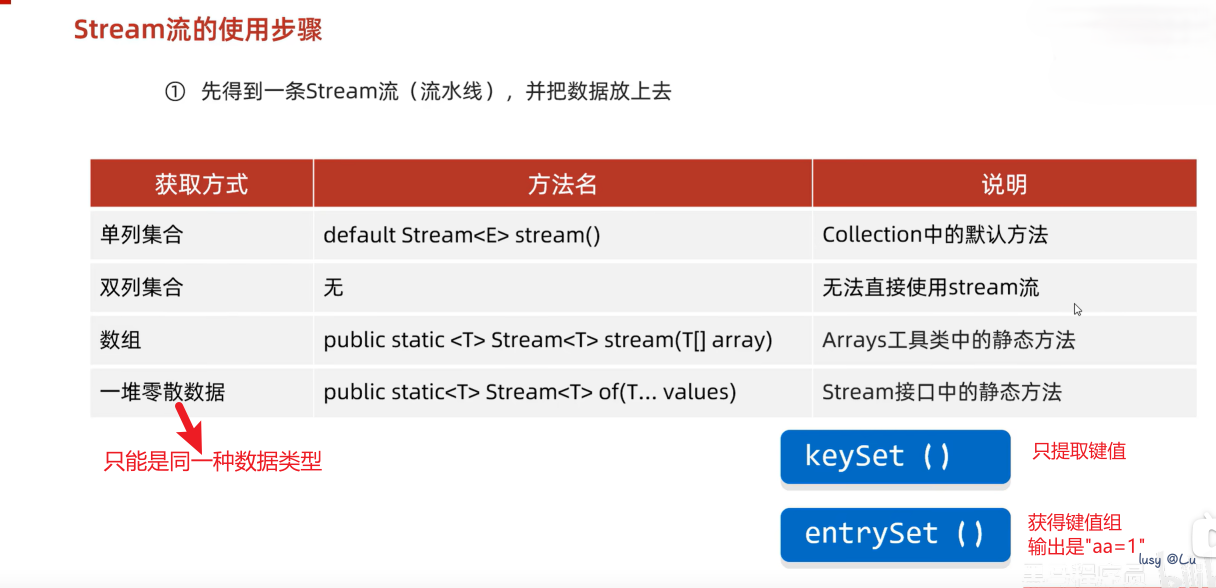 Stream流的使用步骤
① 先得到一条Stream流（流水线），并把数据放上去
获取方式 方法名 说明
单列集合 default Stream<E> stream() Collection中的默认方法
双列集合 无 无法直接使用stream流
数组 public static <T> Stream<T> stream(T[] array) Arrays工具类中的静态方法
一堆零散数据 public static<T> Stream<T> of(T... values) Stream接口中的静态方法
只能是同一种数据类型
keySet () 只提取键值
entrySet () 获得键值组
输出是"aa=1"
lusy @Lu